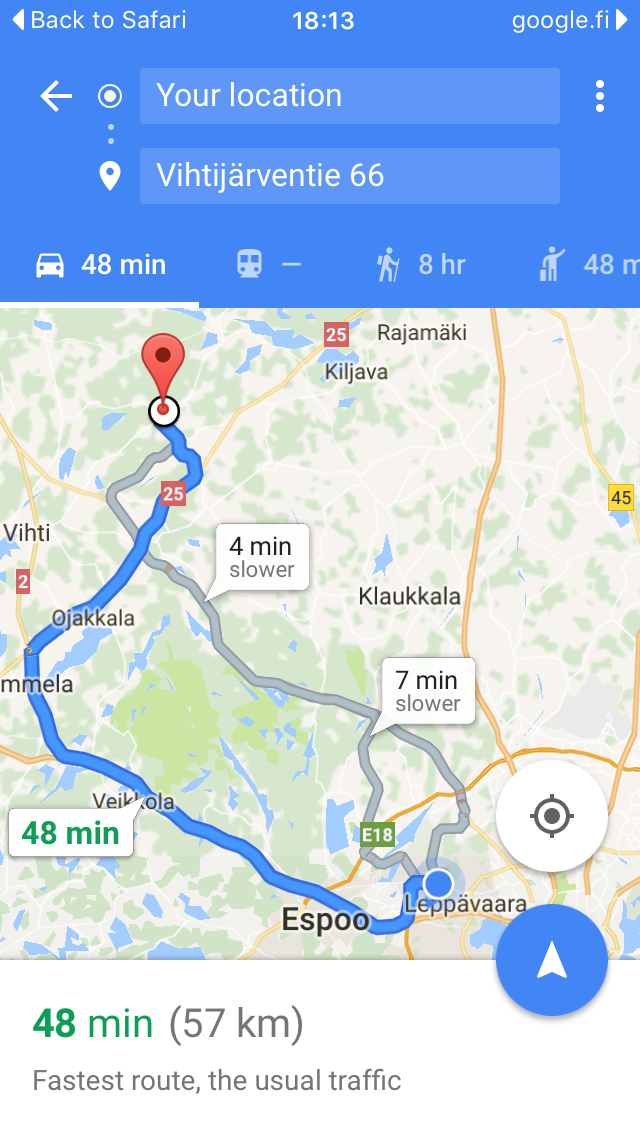 Back to Safari
18:13
google.fi
Your location
Vihtijärventie 66
48 min
–
8 hr
48 m
25
Rajamäki
Kiljava
25
45
Vihti
4 min
slower
2
Klaukkala
Ojakkala
7 min
slower
mmela
Veikkola
48 min
E18
Leppävaara
Espoo
48 min (57 km)
Fastest route, the usual traffic